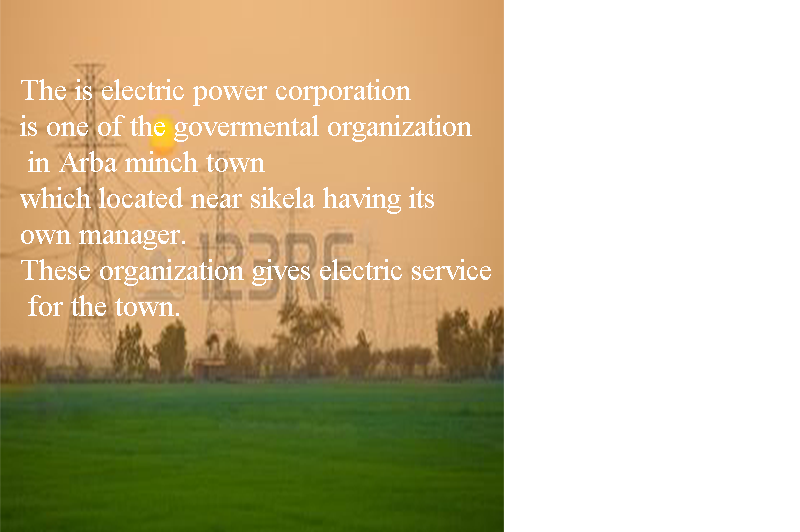 The is electric power corporation
is one of the govermental organization
in Arba minch town
which located near sikela having its
own manager.
123RF
These organization gives electric service
for the town.